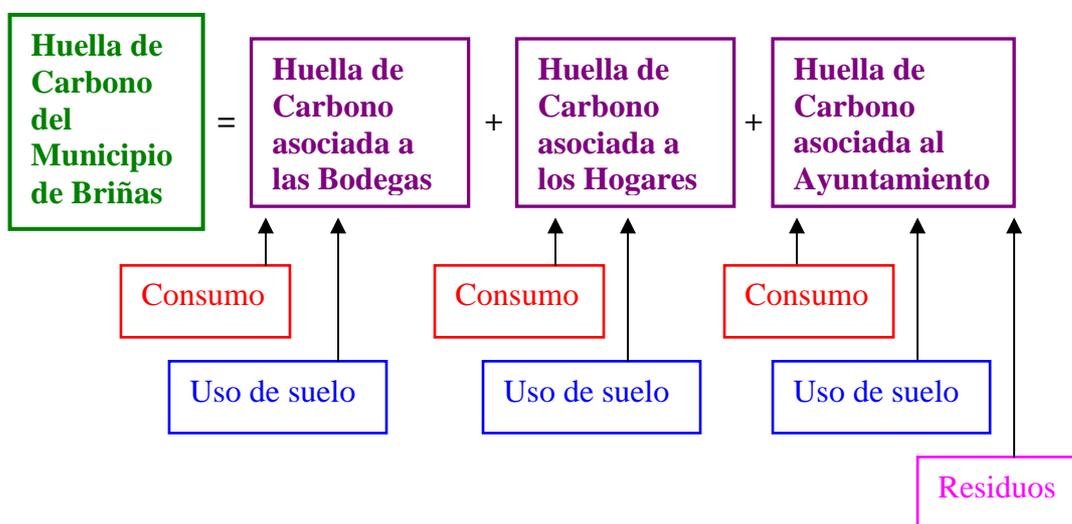 Huella de
Carbono
del
Municipio
de Briñas
=
Huella de
Carbono
asociada a
las Bodegas
+
Huella de
Carbono
asociada a
los Hogares
+
Huella de
Carbono
asociada al
Ayuntamiento
Consumo
Consumo
Consumo
Uso de suelo
Uso de suelo
Uso de suelo
Residuos